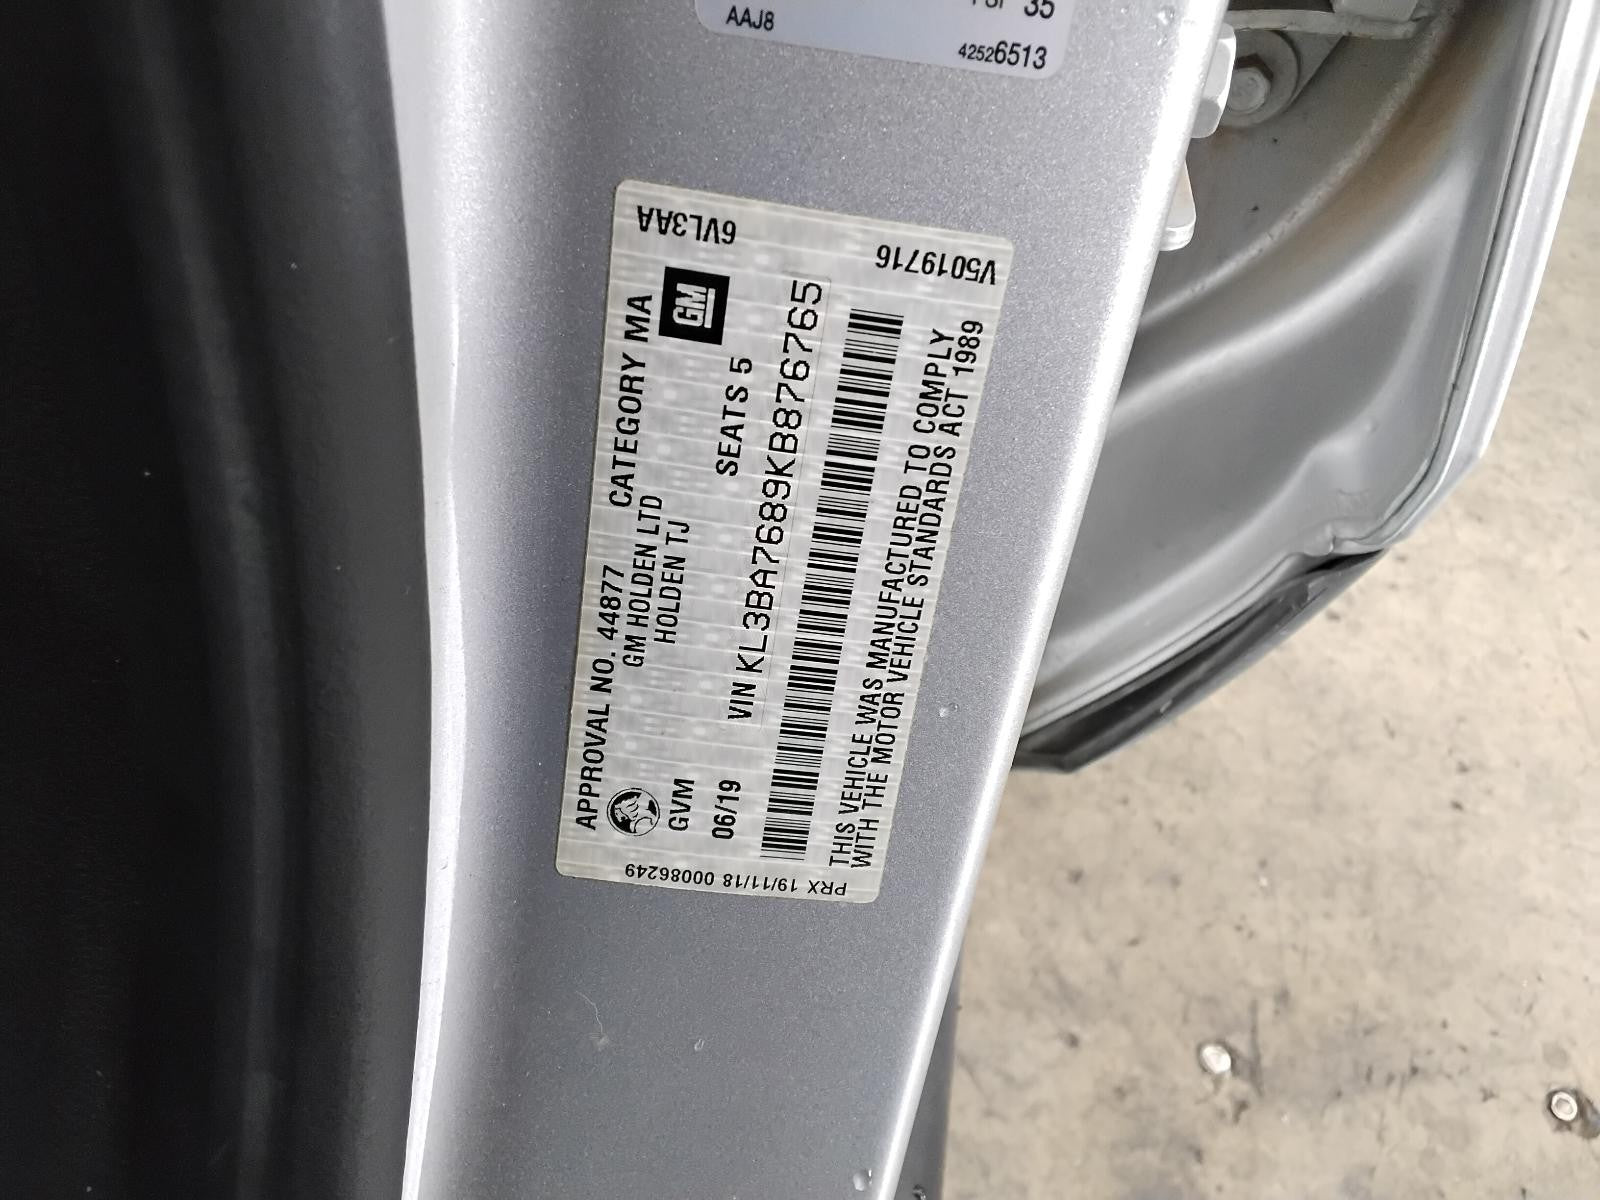 PSI 35
AAJ8
42526513
6VL3AA
V5019716
APPROVAL NO. 44877 CATEGORY MA
GM HOLDEN LTD
HOLDEN TJ
GM
GVM
SEATS 5
06/19
VIN KL3BA7689KB876765
THIS VEHICLE WAS MANUFACTURED TO COMPLY
WITH THE MOTOR VEHICLE STANDARDS ACT 1989
PRX 19/11/18 00086249